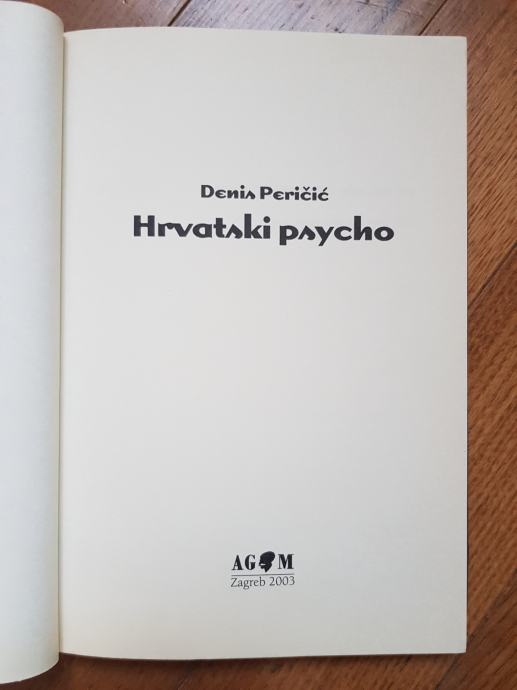 Denis Peričić
Hrvatski psycho
AGM
Zagreb 2003